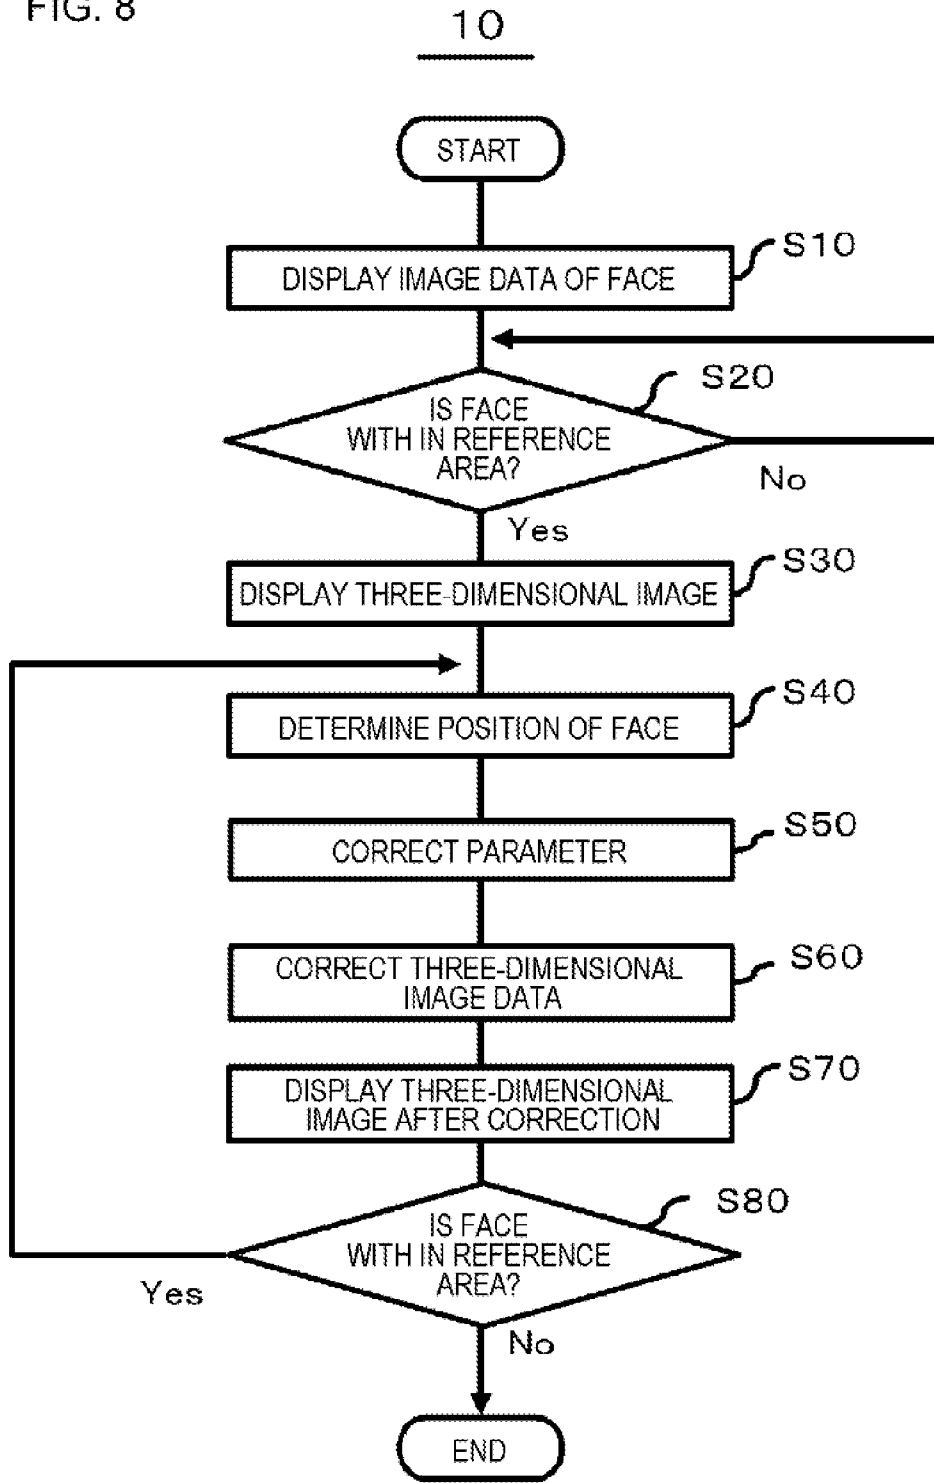 FIG. 8
10
START
S10
DISPLAY IMAGE DATA OF FACE
S20
IS FACE
WITH IN REFERENCE
AREA?
No
Yes
S30
DISPLAY THREE-DIMENSIONAL IMAGE
S40
DETERMINE POSITION OF FACE
S50
CORRECT PARAMETER
S60
CORRECT THREE-DIMENSIONAL
IMAGE DATA
S70
DISPLAY THREE-DIMENSIONAL
IMAGE AFTER CORRECTION
S80
IS FACE
WITH IN REFERENCE
AREA?
Yes
No
END